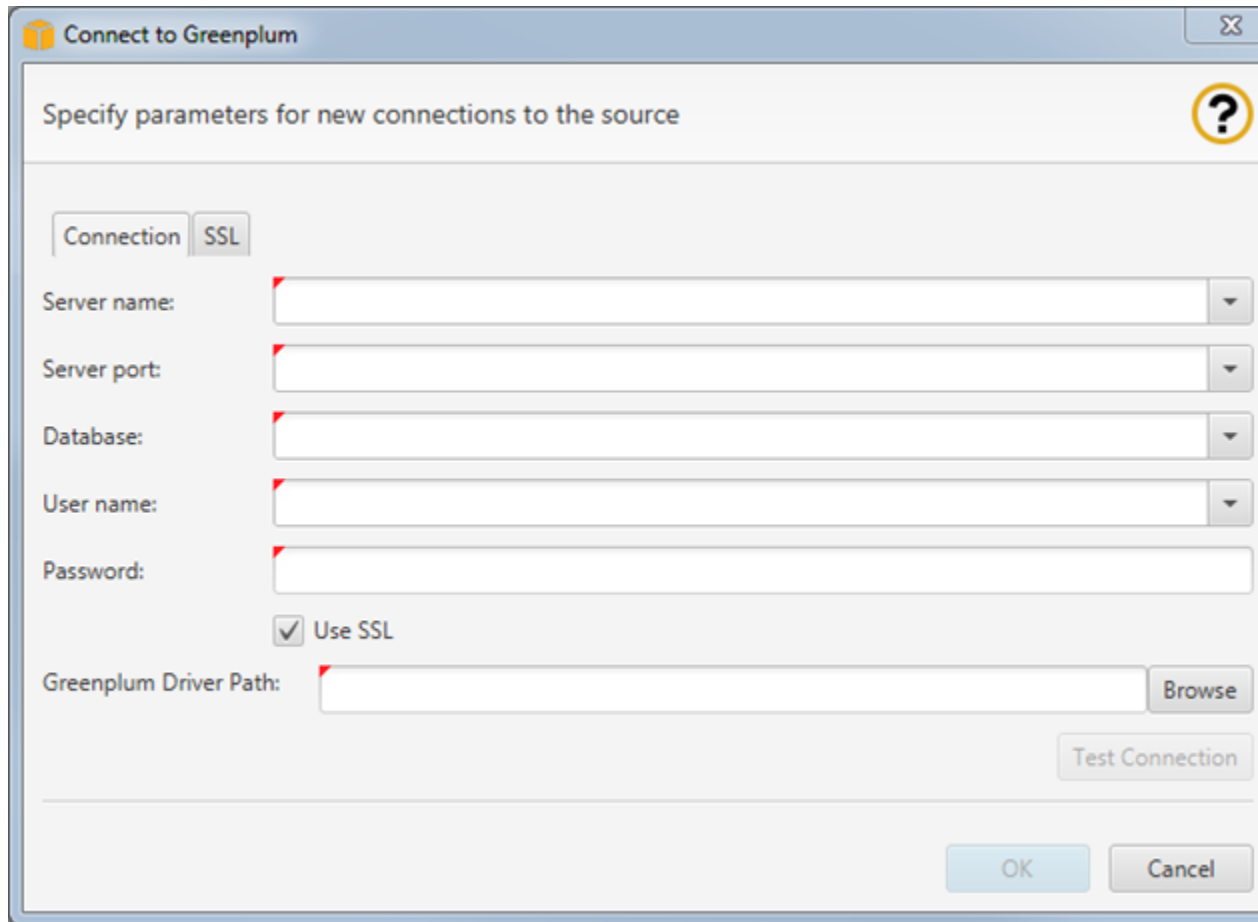 Connect to Greenplum
Specify parameters for new connections to the source
?
Connection SSL
Server name:
Server port:
Database:
User name:
Password:
Use SSL
Greenplum Driver Path: Browse
Test Connection
OK Cancel